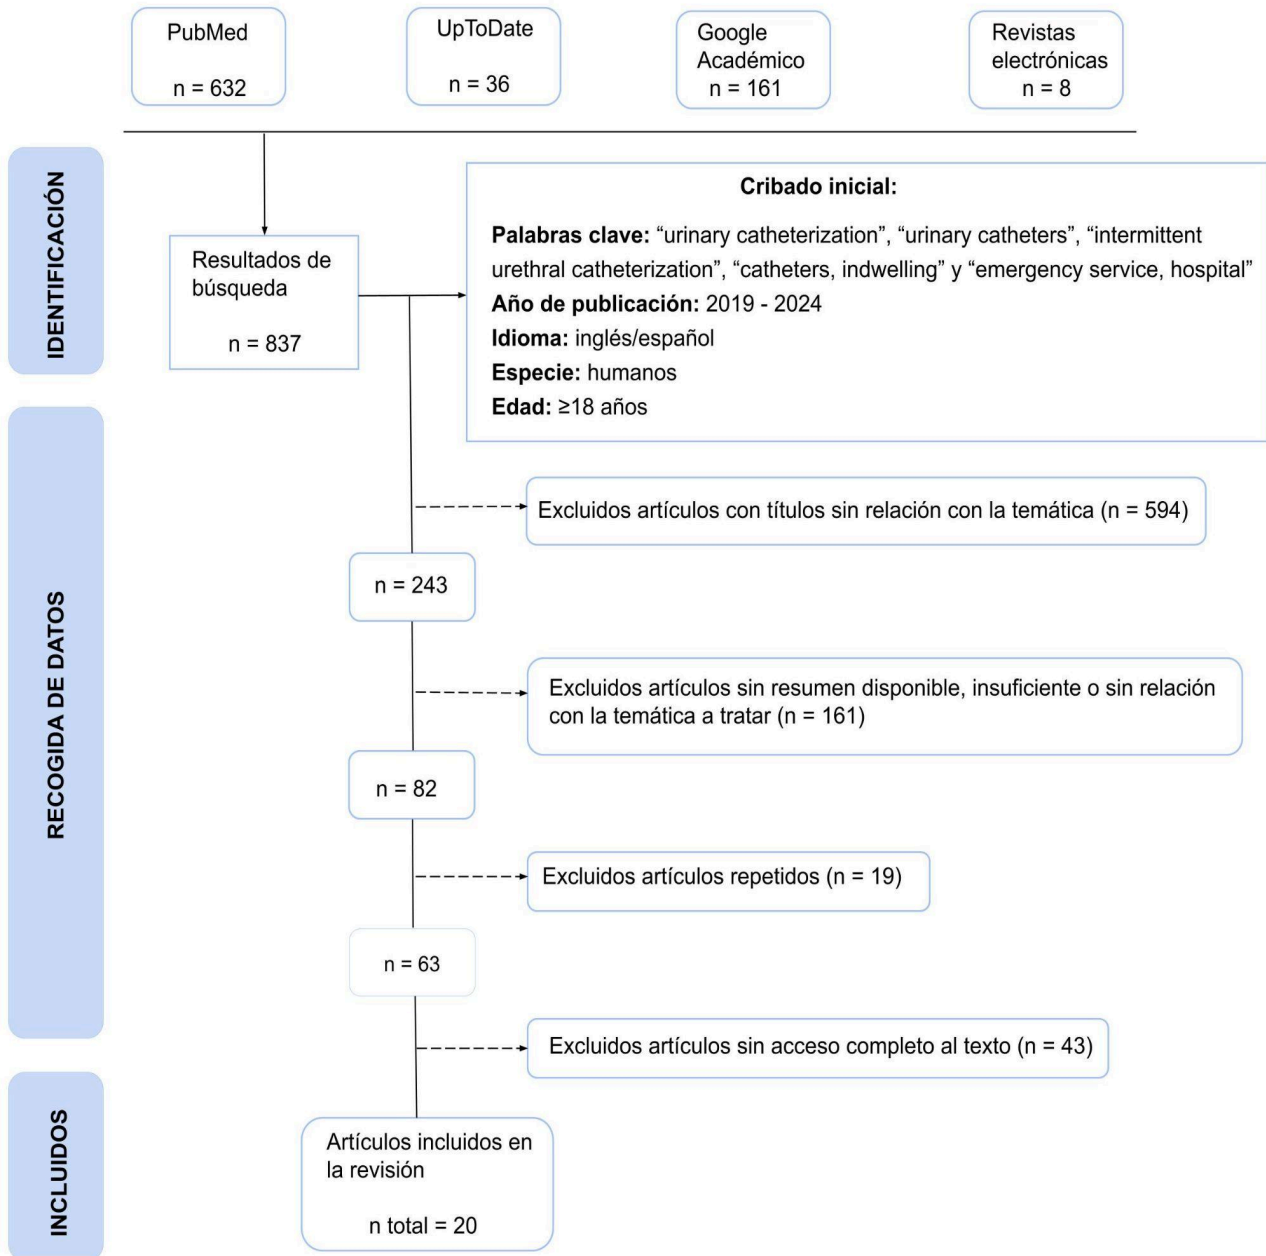 PubMed
n = 632
UpToDate
n = 36
Google
Académico
n = 161
Revistas
electrónicas
n = 8
IDENTIFICACIÓN
Resultados de
búsqueda
n = 837
Cribado inicial:
Palabras clave: “urinary catheterization”, “urinary catheters”, “intermittent
urethral catheterization”, “catheters, indwelling” y “emergency service, hospital”
Año de publicación: 2019 - 2024
Idioma: inglés/español
Especie: humanos
Edad: ≥18 años
RECOGIDA DE DATOS
Excluidos artículos con títulos sin relación con la temática (n = 594)
n = 243
Excluidos artículos sin resumen disponible, insuficiente o sin relación
con la temática a tratar (n = 161)
n = 82
Excluidos artículos repetidos (n = 19)
n = 63
Excluidos artículos sin acceso completo al texto (n = 43)
INCLUIDOS
Artículos incluidos en
la revisión
n total = 20